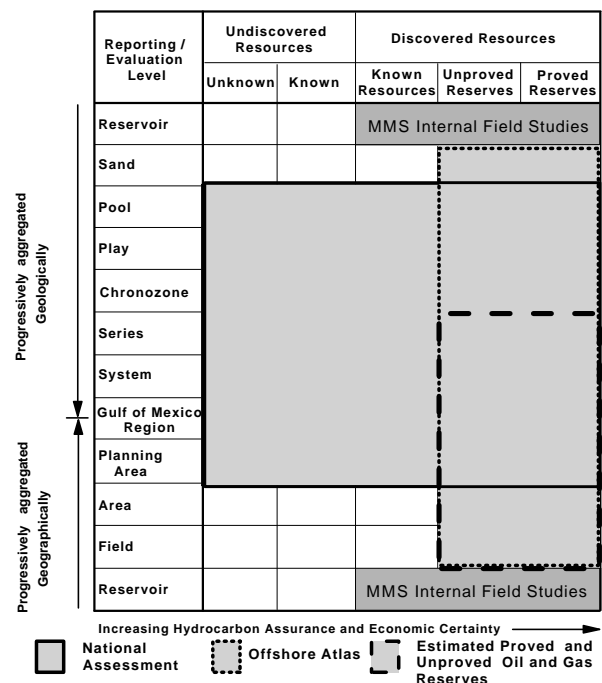 Reporting /
Evaluation
Level
Undiscovered
Resources
Discovered Resources
Unknown
Known
Known
Resources
Unproved
Reserves
Proved
Reserves
Reservoir
MMS Internal Field Studies
Sand
Pool
Play
Chronozone
Series
System
Gulf of Mexico
Region
Planning
Area
Area
Field
Reservoir
MMS Internal Field Studies
Progressively aggregated
Geologically
Progressively aggregated
Geographically
Increasing Hydrocarbon Assurance and Economic Certainty
National
Assessment
Offshore Atlas
Estimated Proved and
Unproved Oil and Gas
Reserves